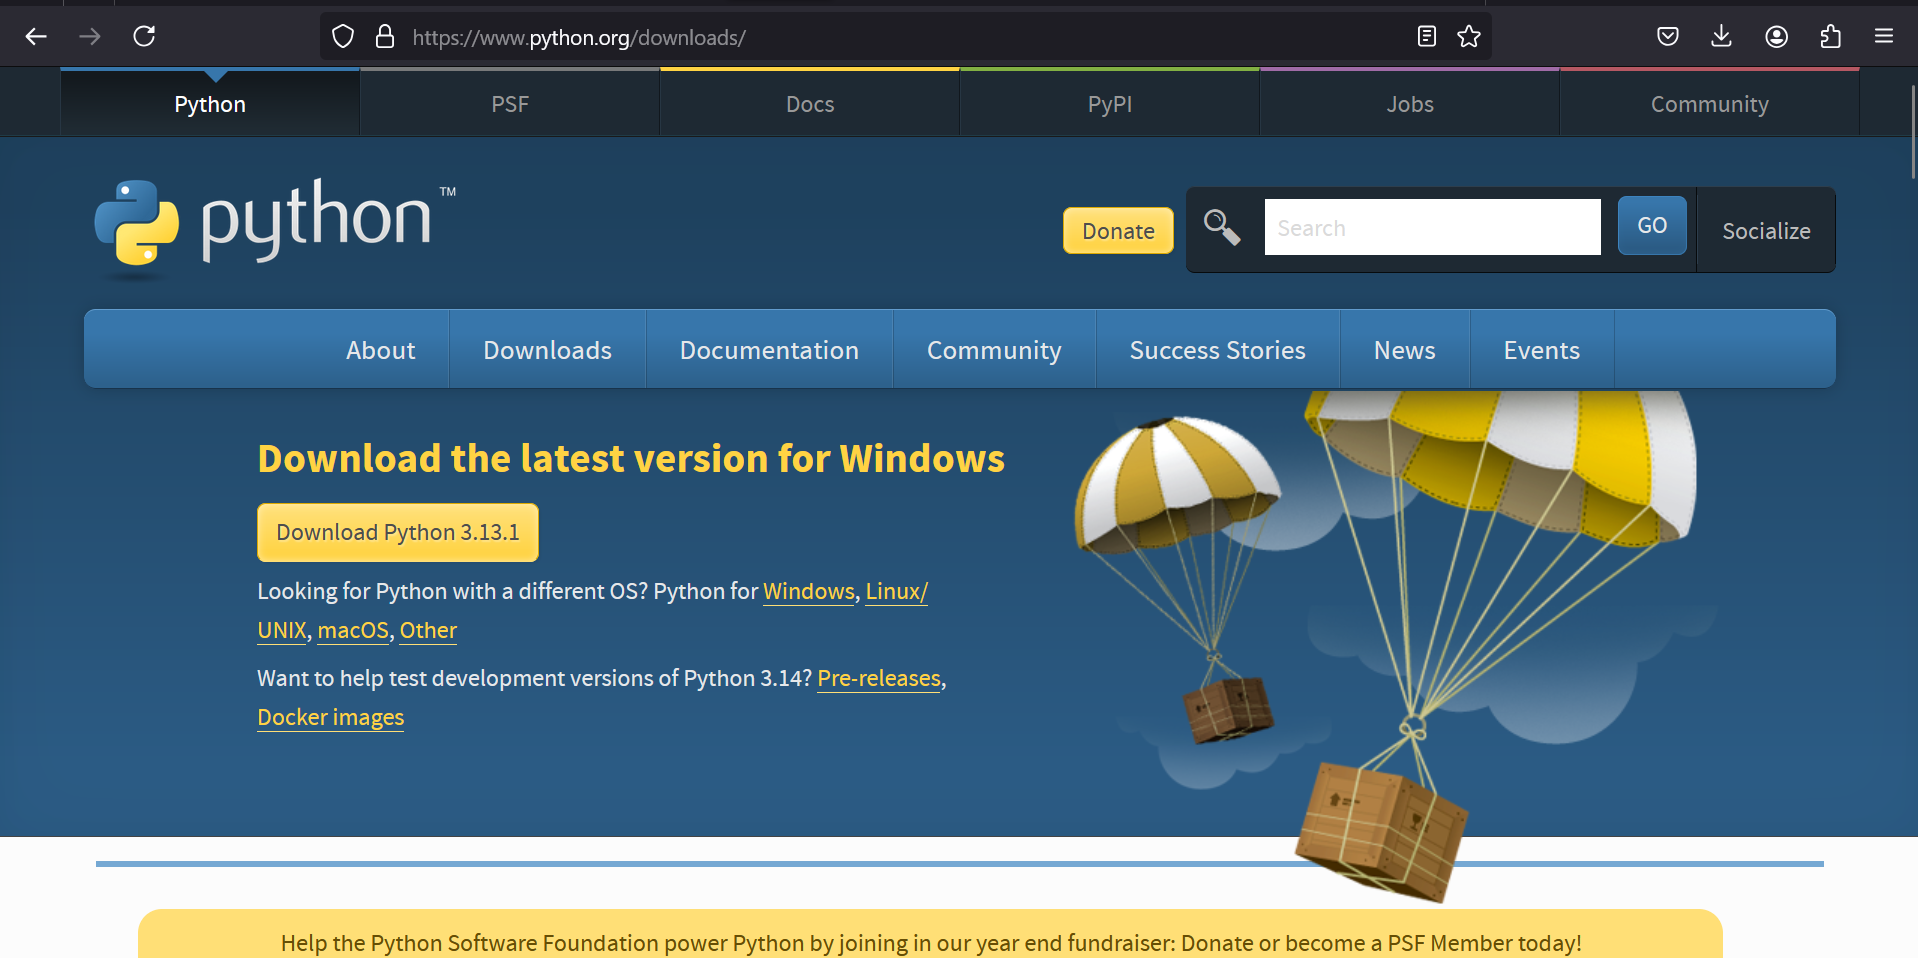 https://www.python.org/downloads/
Python PSF Docs PyPI Jobs Community
python™
Donate Search GO Socialize
About Downloads Documentation Community Success Stories News Events
Download the latest version for Windows
Download Python 3.13.1
Looking for Python with a different OS? Python for Windows, Linux/
UNIX, macOS, Other
Want to help test development versions of Python 3.14? Pre-releases,
Docker images
Help the Python Software Foundation power Python by joining in our year end fundraiser: Donate or become a PSF Member today!